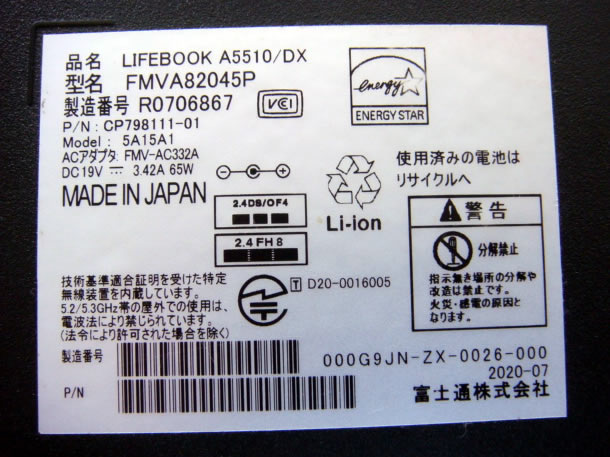 品名 LIFEBOOK A5510/DX
型名 FMVA82045P
製造番号 R0706867
VCCI
energy
ENERGY STAR
P/N : CP798111-01
Model : 5A15A1
ACアダプタ: FMV-AC332A
DC19V ⎓ 3.42A 65W
MADE IN JAPAN
2.4DS/OF4
2.4FH8
Li-ion
使用済みの電池は
リサイクルへ
警告
分解禁止
指示無き場所の分解や
改造は禁止です。
火災・感電の原因と
なります。
技術基準適合証明を受けた特定
無線装置を内蔵しています。
5.2/5.3GHz帯の屋外での使用は、
電波法により禁じられています。
(法令により許可された場合を除く)
T D20-0016005
製造番号
P/N
000G9JN-ZX-0026-000
2020-07
富士通株式会社